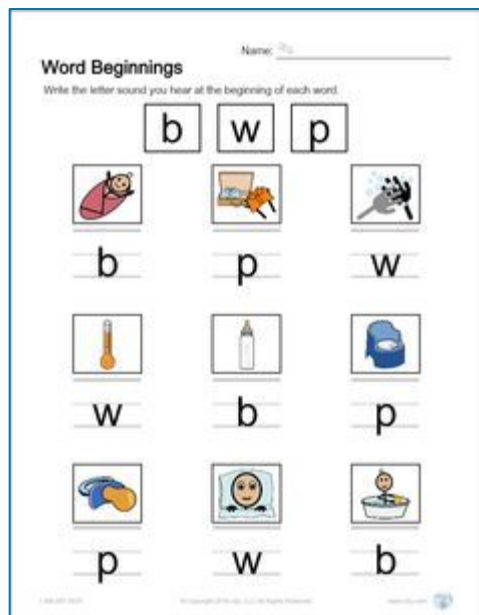 Name:
Word Beginnings
Write the letter sound you hear at the beginning of each word.
b w p
b p w
w b p
p w b